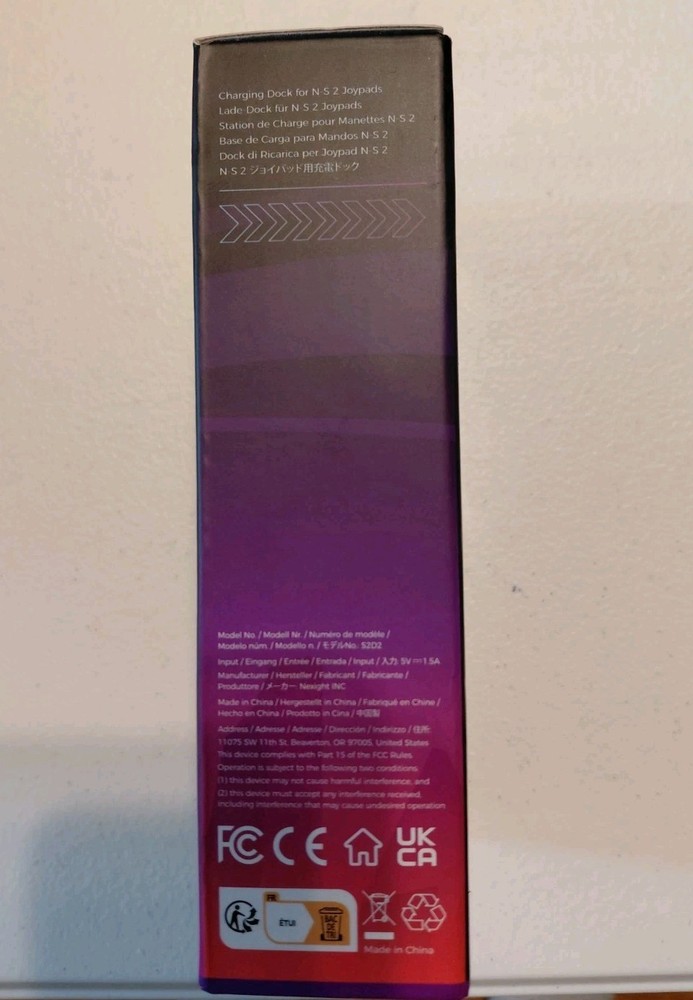 Charging Dock for N-S 2 Joypads
Lade-Dock für N-S 2 Joypads
Station de Charge pour Manettes N-S 2
Base de Carga para Mandos N-S 2
Dock di Ricarica per Joypad N-S 2
N-S 2 ジョイパッド用充電ドック
Model No. / Modell Nr. / Numéro de modèle /
Modelo núm. / Modello n. / モデルNo.: S2D2
Input / Eingang / Entrée / Entrada / Input / 入力: 5V⎓1.5A
Manufacturer / Hersteller / Fabricant / Fabricante /
Produttore / メーカー: Nexight INC
Made in China / Hergestellt in China / Fabriqué en Chine /
Hecho en China / Prodotto in Cina / 中国製
Address / Adresse / Adresse / Dirección / Indirizzo / 住所:
11075 SW 11th St, Beaverton, OR 97005, United States
This device complies with Part 15 of the FCC Rules.
Operation is subject to the following two conditions:
(1) this device may not cause harmful interference, and
(2) this device must accept any interference received,
including interference that may cause undesired operation
FC CE UK
CA
FR
ÉTUI
BAC
DE
TRI
Made in China